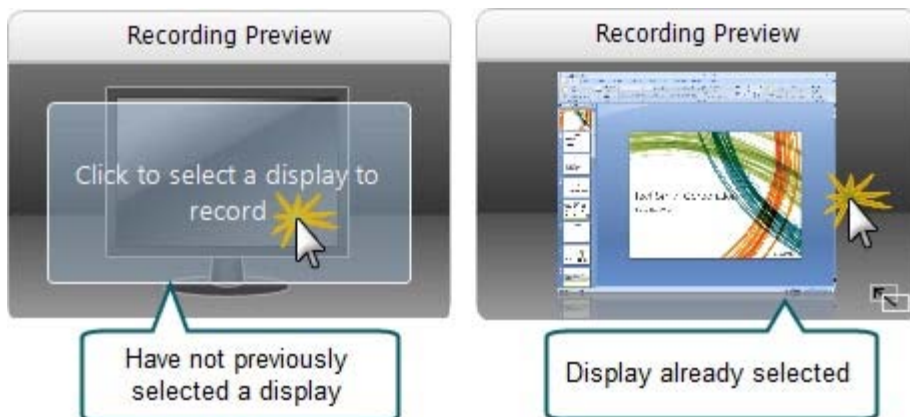 Recording Preview
Click to select a display to
record
Have not previously
selected a display
Recording Preview
Display already selected